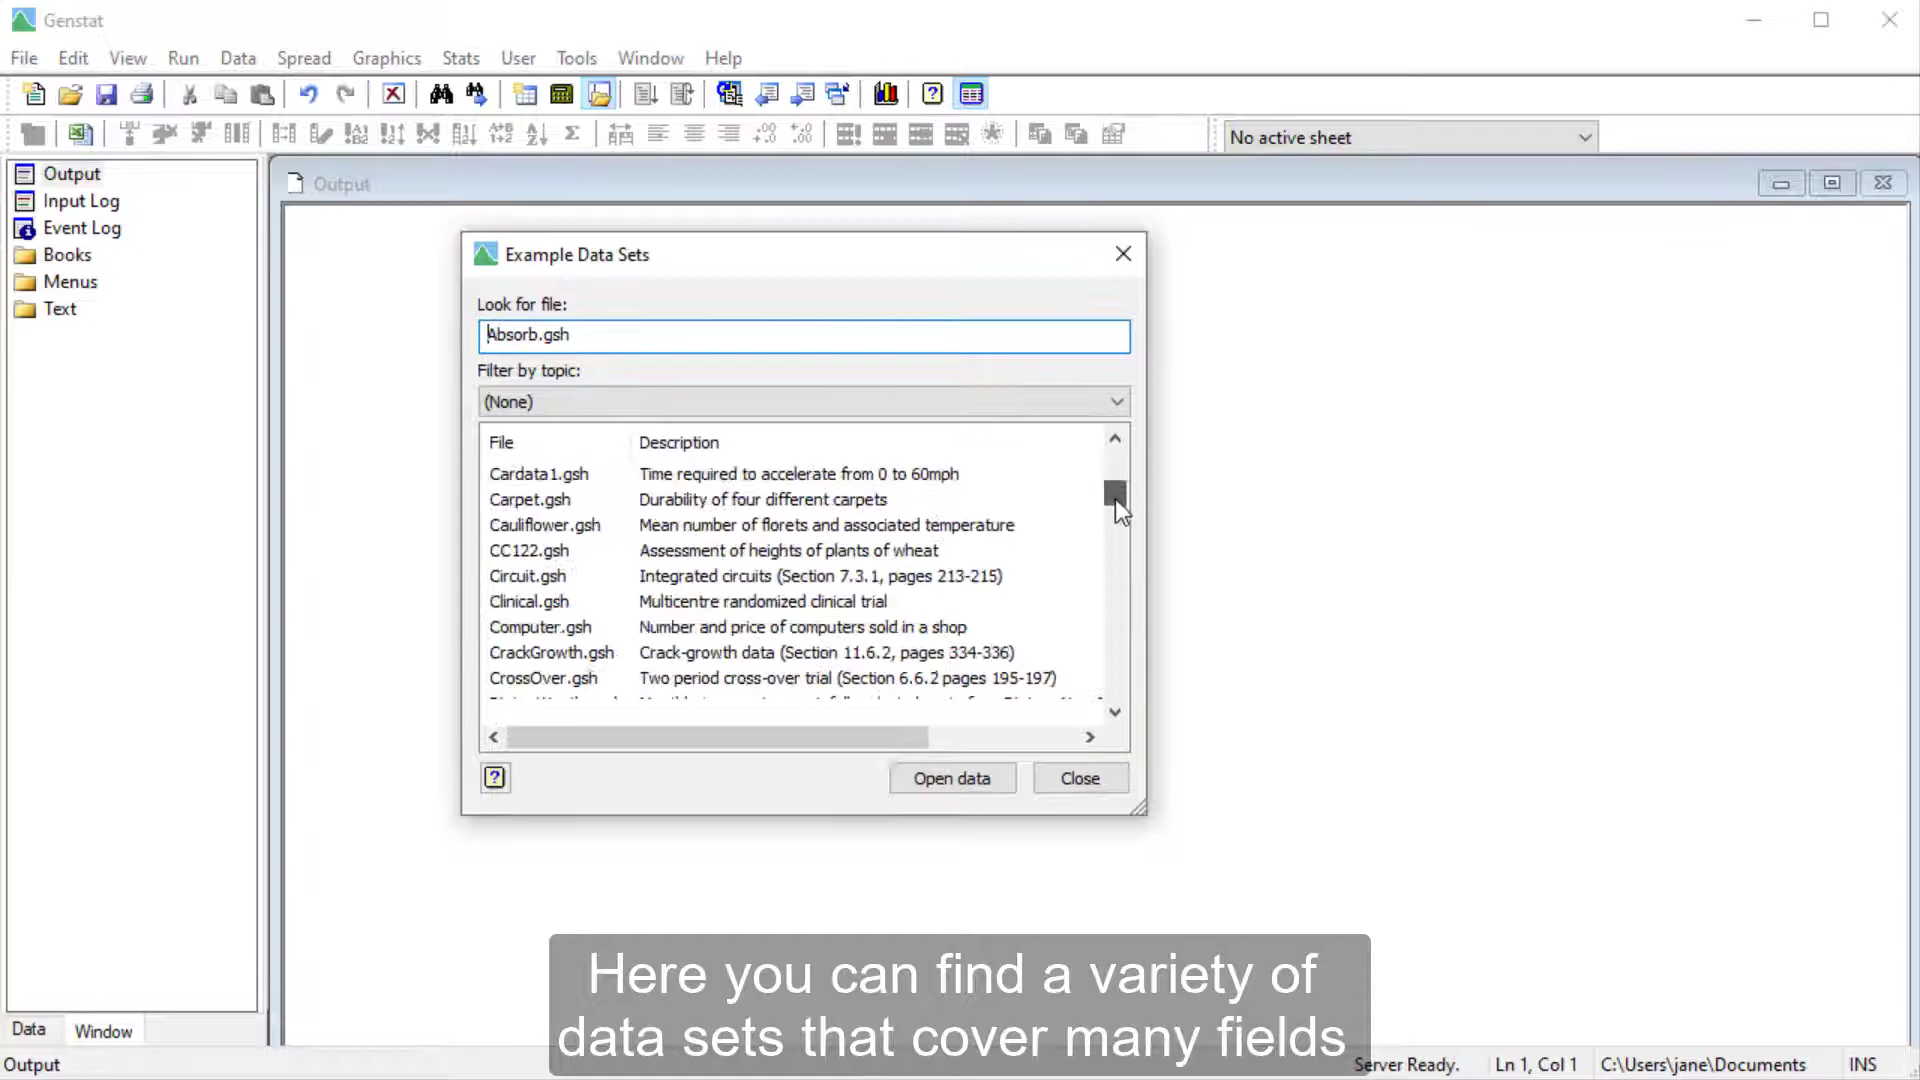 Genstat
File Edit View Run Data Spread Graphics Stats User Tools Window Help
No active sheet
Output
Input Log
Event Log
Books
Menus
Text
Output
Example Data Sets
Look for file:
Absorb.gsh
Filter by topic:
(None)
File Description
Cardata1.gsh Time required to accelerate from 0 to 60mph
Carpet.gsh Durability of four different carpets
Cauliflower.gsh Mean number of florets and associated temperature
CC122.gsh Assessment of heights of plants of wheat
Circuit.gsh Integrated circuits (Section 7.3.1, pages 213-215)
Clinical.gsh Multicentre randomized clinical trial
Computer.gsh Number and price of computers sold in a shop
CrackGrowth.gsh Crack-growth data (Section 11.6.2, pages 334-336)
CrossOver.gsh Two period cross-over trial (Section 6.6.2 pages 195-197)
Open data Close
Here you can find a variety of
data sets that cover many fields
Data Window
Output Server Ready. Ln 1, Col 1 C:\Users\jane\Documents INS